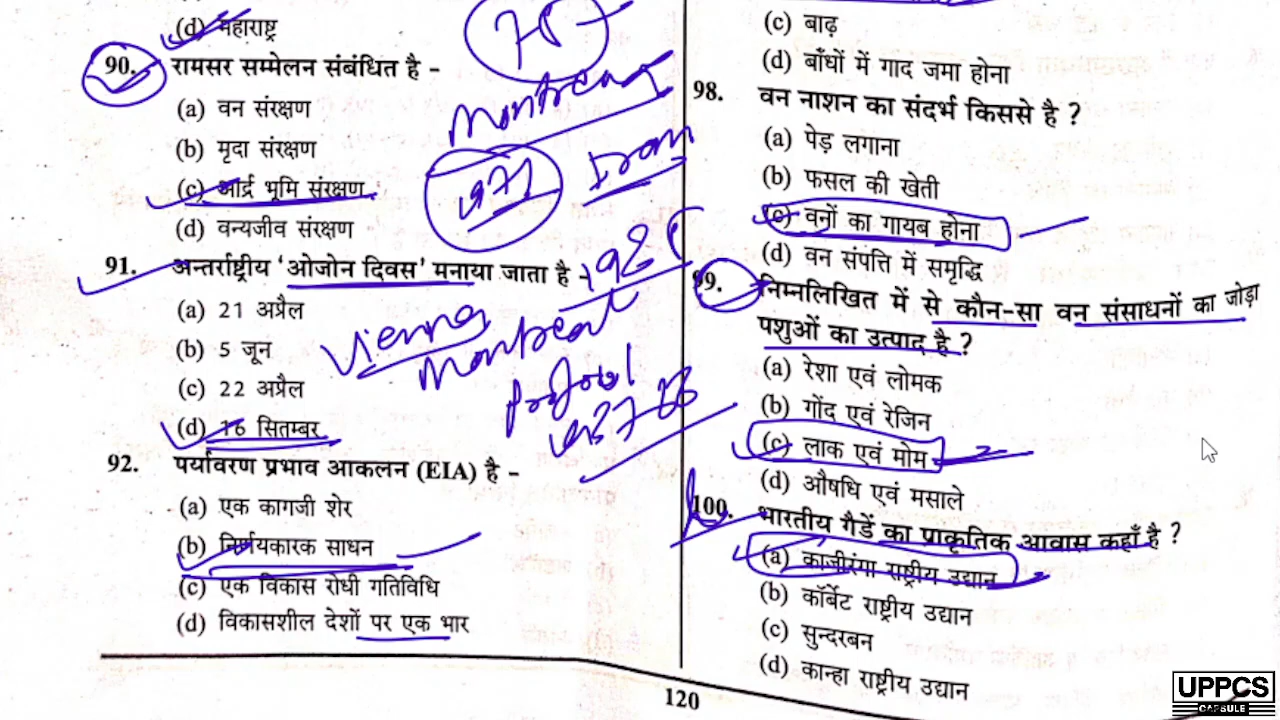 (d) महाराष्ट्र
90. रामसर सम्मेलन संबंधित है -
(a) वन संरक्षण
(b) मृदा संरक्षण
(c) आर्द्र भूमि संरक्षण
(d) वन्यजीव संरक्षण
91. अन्तर्राष्ट्रीय 'ओजोन दिवस' मनाया जाता है -
(a) 21 अप्रैल
(b) 5 जून
(c) 22 अप्रैल
(d) 16 सितम्बर
92. पर्यावरण प्रभाव आकलन (EIA) है -
(a) एक कागजी शेर
(b) निर्णयकारक साधन
(c) एक विकास रोधी गतिविधि
(d) विकासशील देशों पर एक भार
Montreaux
1971 Iran
Vienna
Montreal
(c) बाढ़
(d) बाँधों में गाद जमा होना
98. वन नाशन का संदर्भ किससे है ?
(a) पेड़ लगाना
(b) फसल की खेती
(c) वनों का गायब होना
(d) वन संपत्ति में समृद्धि
99. निम्नलिखित में से कौन-सा वन संसाधनों का जोड़ा
पशुओं का उत्पाद है ?
(a) रेशा एवं लोमक
(b) गोंद एवं रेजिन
(c) लाक एवं मोम
(d) औषधि एवं मसाले
100. भारतीय गैडें का प्राकृतिक आवास कहाँ है ?
(a) काजीरंगा राष्ट्रीय उद्यान
(b) कॉर्बेट राष्ट्रीय उद्यान
(c) सुन्दरबन
(d) कान्हा राष्ट्रीय उद्यान
120
UPPCS
CAPSULE